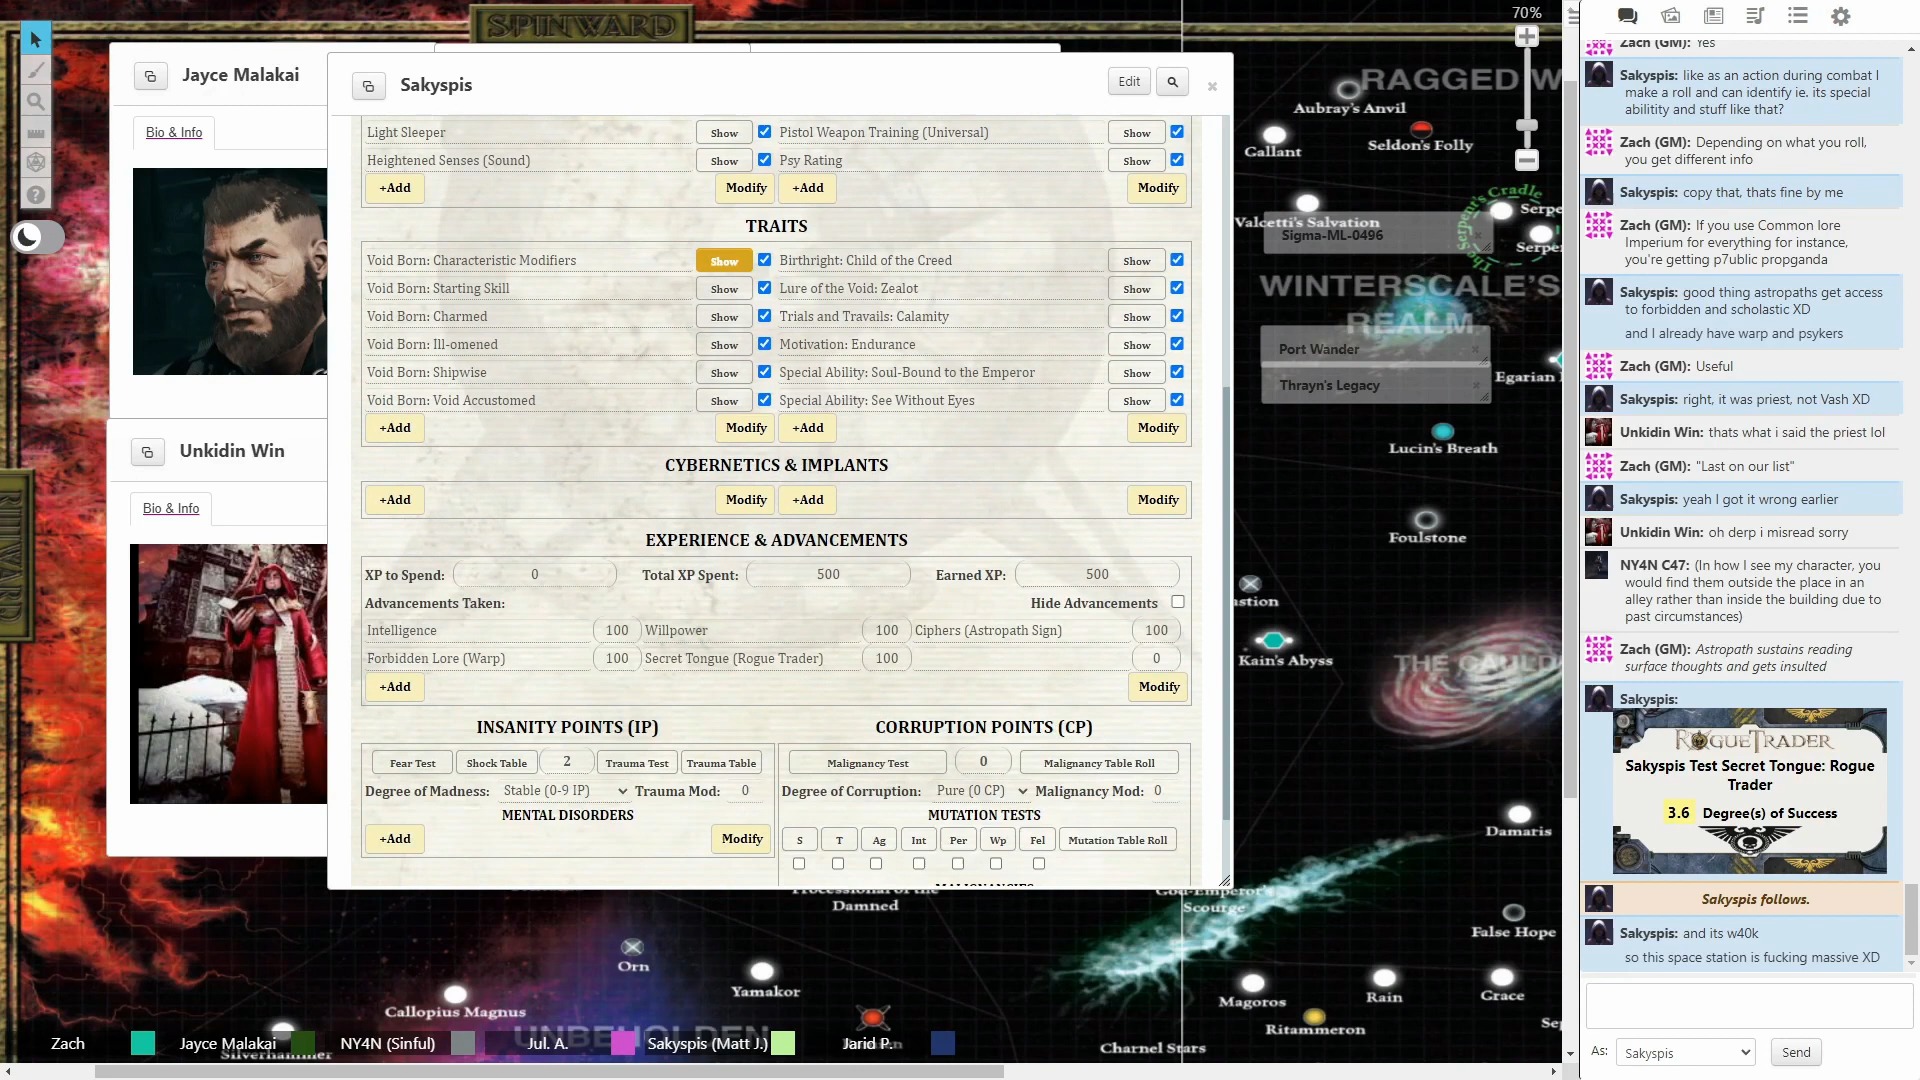 SPINWARD
70%
RAGGED W
Aubray's Anvil
Gallant
Seldon's Folly
Valcetti's Salvation
Sigma-ML-0496
WINTERSCALE'S
REALM
Port Wander
Thrayn's Legacy
Egarian
Lucin's Breath
Foulstone
Kain's Abyss
THE CAULD
Damaris
False Hope
Magoros
Rain
Grace
Ritammeron
Charnel Stars
Damned
God-Emperor's
Scourge
Orn
Yamakor
Callopius Magnus
UNBEHOLDEN
RIMWARD
Jayce Malakai
Bio & Info
Unkidin Win
Bio & Info
Sakyspis
Edit
Light Sleeper Show Pistol Weapon Training (Universal) Show
Heightened Senses (Sound) Show Psy Rating Show
+Add Modify +Add Modify
TRAITS
Void Born: Characteristic Modifiers Show Birthright: Child of the Creed Show
Void Born: Starting Skill Show Lure of the Void: Zealot Show
Void Born: Charmed Show Trials and Travails: Calamity Show
Void Born: Ill-omened Show Motivation: Endurance Show
Void Born: Shipwise Show Special Ability: Soul-Bound to the Emperor Show
Void Born: Void Accustomed Show Special Ability: See Without Eyes Show
+Add Modify +Add Modify
CYBERNETICS & IMPLANTS
+Add Modify +Add Modify
EXPERIENCE & ADVANCEMENTS
XP to Spend: 0 Total XP Spent: 500 Earned XP: 500
Advancements Taken: Hide Advancements
Intelligence 100 Willpower 100 Ciphers (Astropath Sign) 100
Forbidden Lore (Warp) 100 Secret Tongue (Rogue Trader) 100 0
+Add Modify
INSANITY POINTS (IP) CORRUPTION POINTS (CP)
Fear Test Shock Table 2 Trauma Test Trauma Table Malignancy Test 0 Malignancy Table Roll
Degree of Madness: Stable (0-9 IP) Trauma Mod: 0 Degree of Corruption: Pure (0 CP) Malignancy Mod: 0
MENTAL DISORDERS MUTATION TESTS
+Add Modify S T Ag Int Per Wp Fel Mutation Table Roll
Zach Jayce Malakai NY4N (Sinful) Jul. A. Sakyspis (Matt J.) Jarid P.
Zach (GM): Yes
Sakyspis: like as an action during combat I
make a roll and can identify ie. its special
abilitity and stuff like that?
Zach (GM): Depending on what you roll,
you get different info
Sakyspis: copy that, thats fine by me
Zach (GM): If you use Common lore
Imperium for everything for instance,
you're getting p7ublic propganda
Sakyspis: good thing astropaths get access
to forbidden and scholastic XD
and I already have warp and psykers
Zach (GM): Useful
Sakyspis: right, it was priest, not Vash XD
Unkidin Win: thats what i said the priest lol
Zach (GM): "Last on our list"
Sakyspis: yeah I got it wrong earlier
Unkidin Win: oh derp i misread sorry
NY4N C47: (In how I see my character, you
would find them outside the place in an
alley rather than inside the building due to
past circumstances)
Zach (GM): Astropath sustains reading
surface thoughts and gets insulted
Sakyspis:
ROGUE TRADER
Sakyspis Test Secret Tongue: Rogue
Trader
3.6 Degree(s) of Success
Sakyspis follows.
Sakyspis: and its w40k
so this space station is fucking massive XD
As: Sakyspis Send